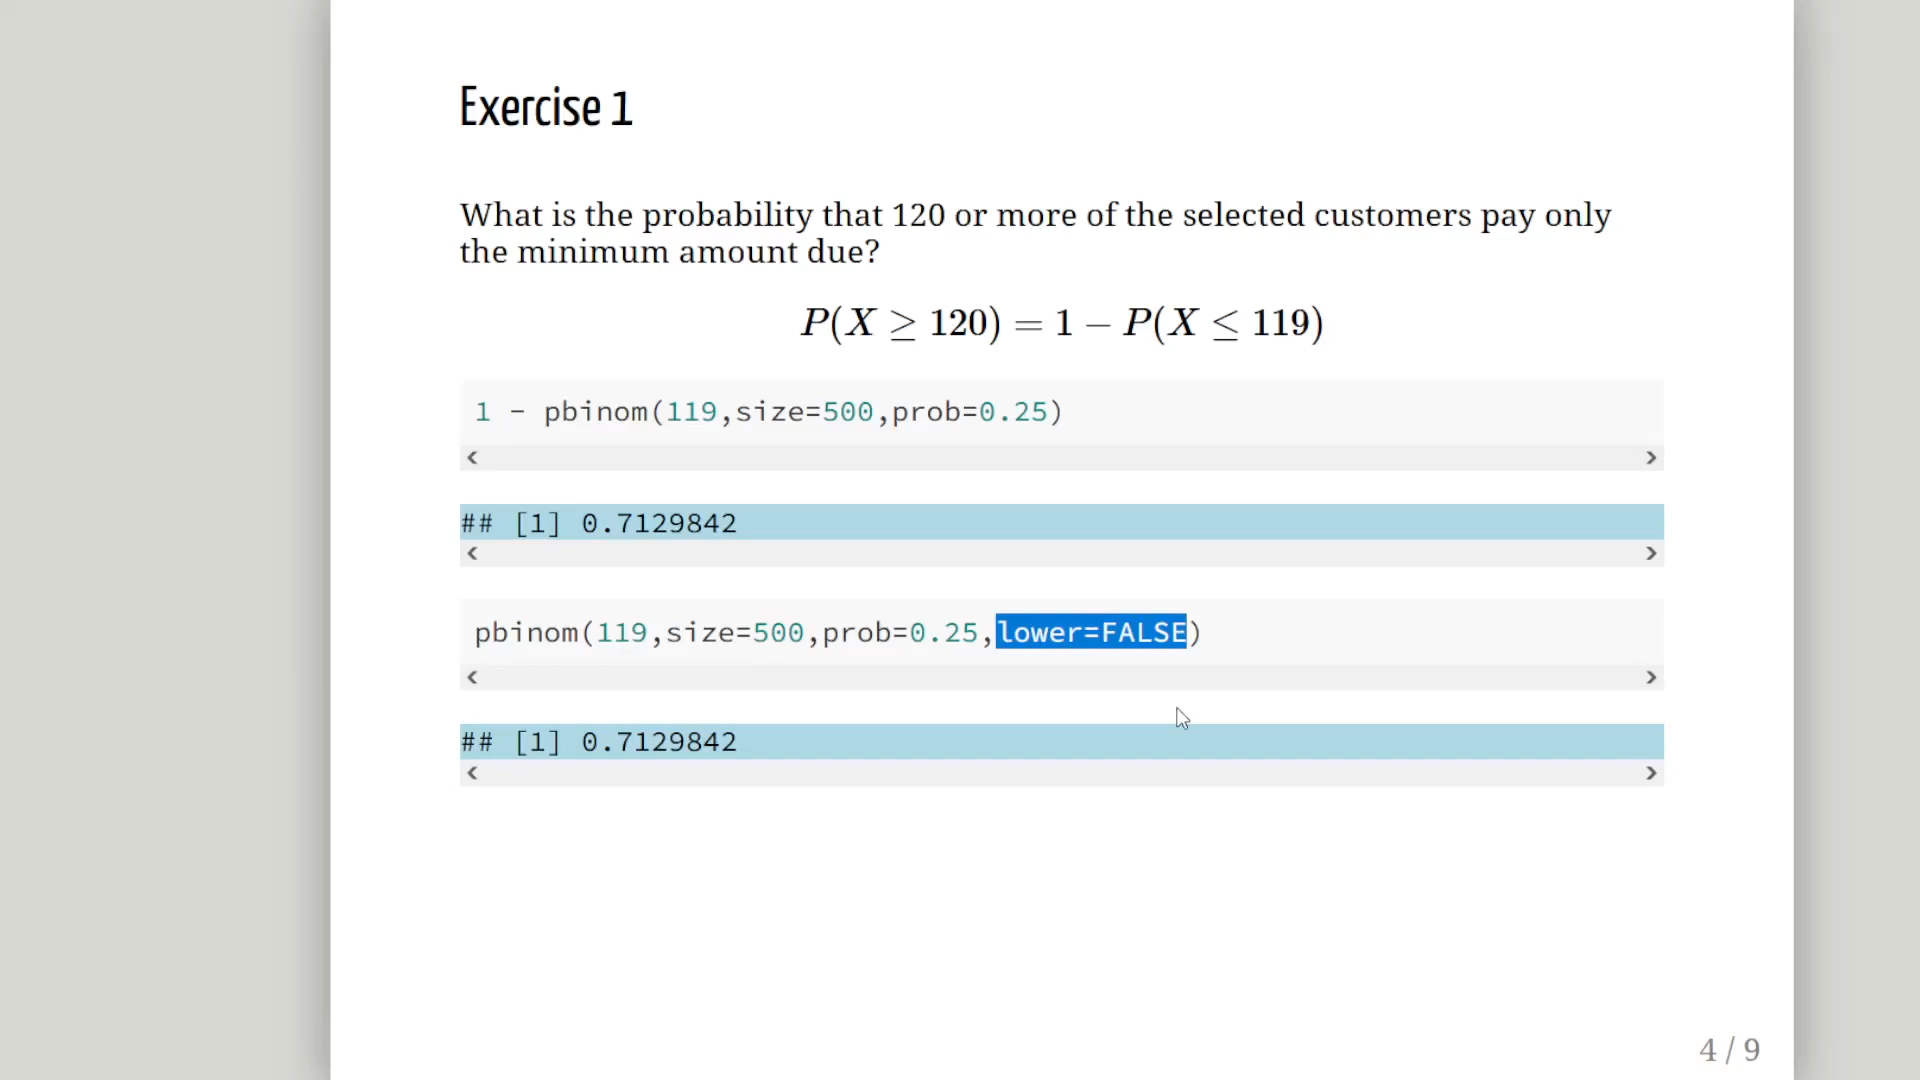 Exercise 1
What is the probability that 120 or more of the selected customers pay only
the minimum amount due?
P(X ≥ 120) = 1 − P(X ≤ 119)
1 - pbinom(119,size=500,prob=0.25)
## [1] 0.7129842
pbinom(119,size=500,prob=0.25,lower=FALSE)
## [1] 0.7129842
4 / 9